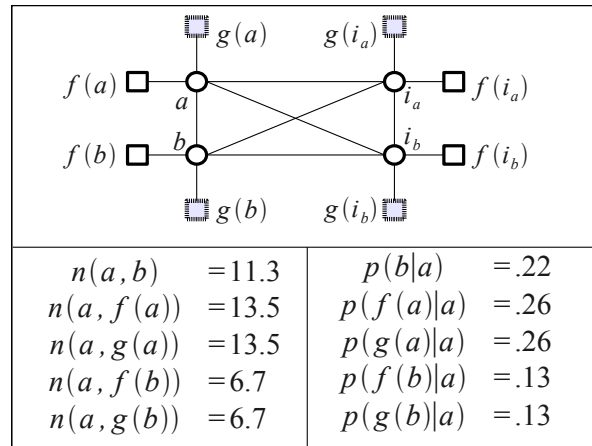 g(a) g(i_a)
f(a) a i_a f(i_a)
f(b) b i_b f(i_b)
g(b) g(i_b)
n(a,b) =11.3
n(a,f(a)) =13.5
n(a,g(a)) =13.5
n(a,f(b)) =6.7
n(a,g(b)) =6.7
p(b|a) =.22
p(f(a)|a) =.26
p(g(a)|a) =.26
p(f(b)|a) =.13
p(g(b)|a) =.13